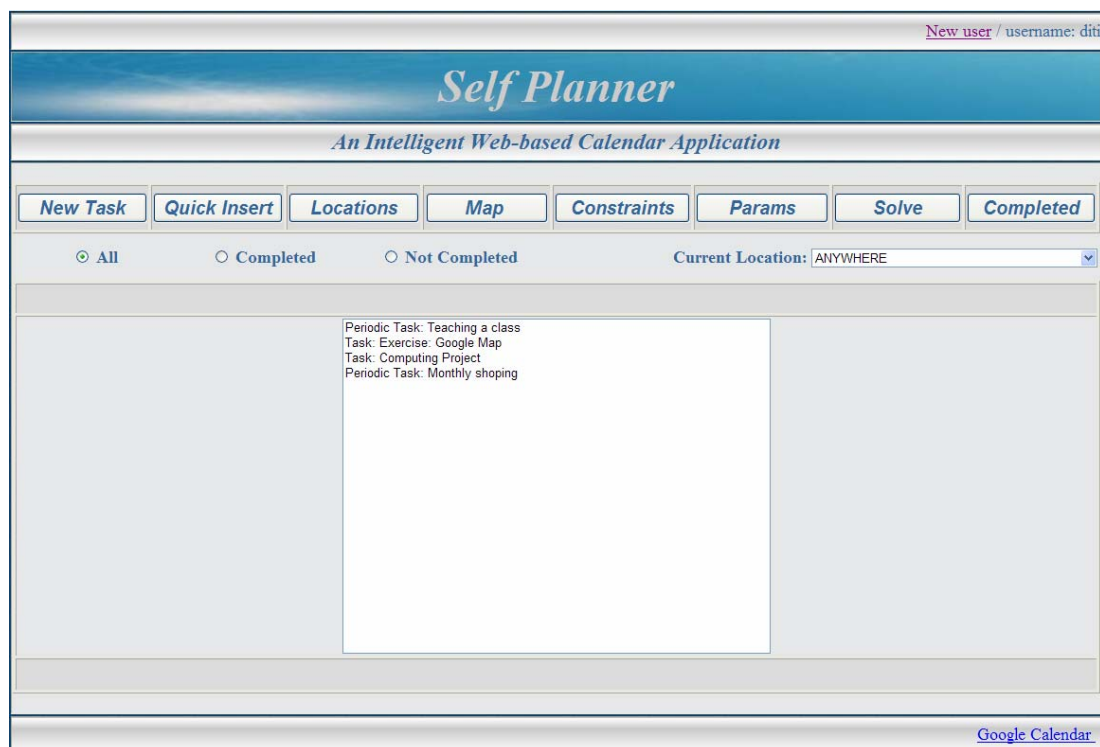 New user / username: diti
Self Planner
An Intelligent Web-based Calendar Application
New Task Quick Insert Locations Map Constraints Params Solve Completed
All Completed Not Completed Current Location: ANYWHERE
Periodic Task: Teaching a class
Task: Exercise: Google Map
Task: Computing Project
Periodic Task: Monthly shoping
Google Calendar